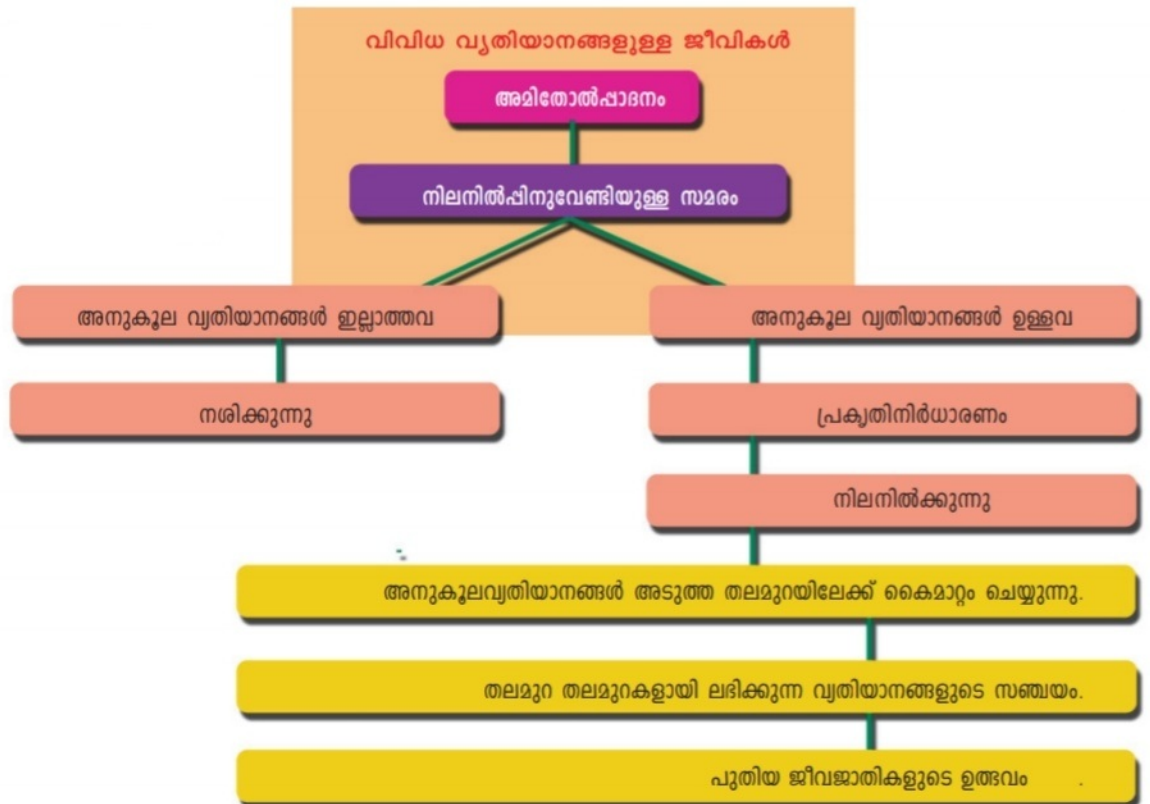 വിവിധ വ്യതിയാനങ്ങളുള്ള ജീവികൾ
അമിതോൽപ്പാദനം
നിലനിൽപ്പിനുവേണ്ടിയുള്ള സമരം
അനുകൂല വ്യതിയാനങ്ങൾ ഇല്ലാത്തവ
അനുകൂല വ്യതിയാനങ്ങൾ ഉള്ളവ
നശിക്കുന്നു
പ്രകൃതിനിർധാരണം
നിലനിൽക്കുന്നു
അനുകൂലവ്യതിയാനങ്ങൾ അടുത്ത തലമുറയിലേക്ക് കൈമാറ്റം ചെയ്യുന്നു.
തലമുറ തലമുറകളായി ലഭിക്കുന്ന വ്യതിയാനങ്ങളുടെ സഞ്ചയം.
പുതിയ ജീവജാതികളുടെ ഉത്ഭവം .